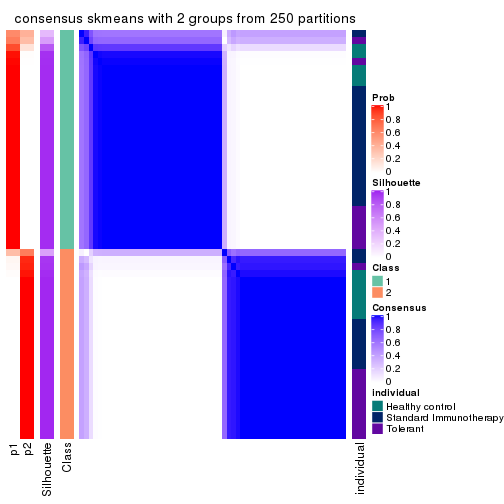 consensus skmeans with 2 groups from 250 partitions
Prob
1
0.8
0.6
0.4
0.2
0
Silhouette
1
0.8
0.6
0.4
0.2
0
Class
1
2
Consensus
1
0.8
0.6
0.4
0.2
0
individual
Healthy control
Standard Immunotherapy
Tolerant
p1
p2
Silhouette
Class
individual